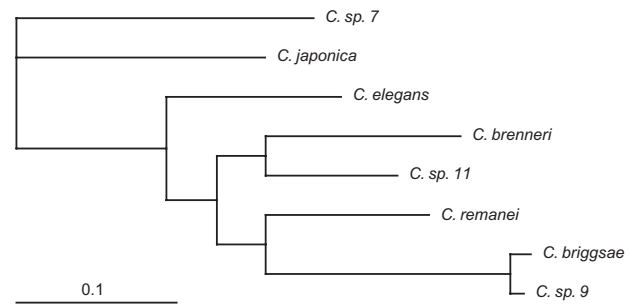 C. sp. 7
C. japonica
C. elegans
C. brenneri
C. sp. 11
C. remanei
C. briggsae
0.1
C. sp. 9